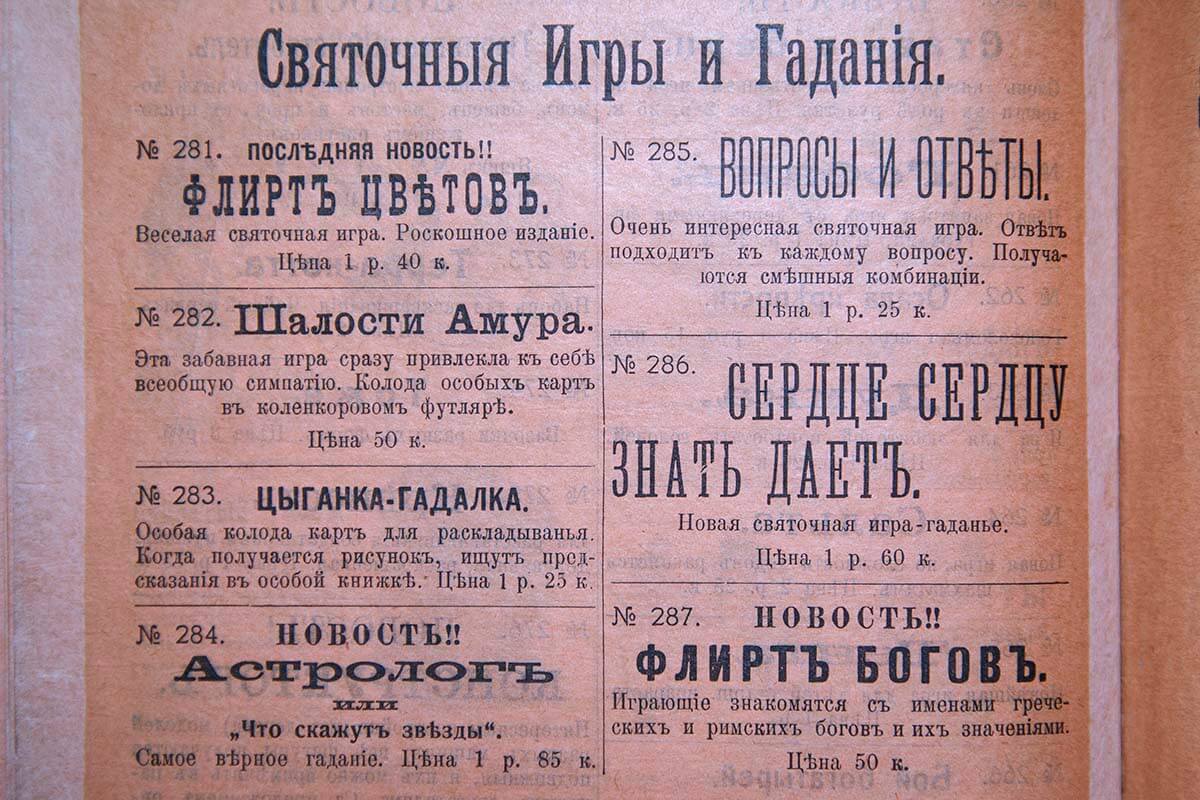 Святочныя Игры и Гаданія.
№ 281. ПОСЛѢДНЯЯ НОВОСТЬ!!
ФЛИРТЪ ЦВѢТОВЪ.
Веселая святочная игра. Роскошное изданіе.
Цѣна 1 р. 40 к.
№ 282. Шалости Амура.
Эта забавная игра сразу привлекла къ себѣ
всеобщую симпатію. Колода особыхъ картъ
въ коленкоровомъ футлярѣ.
Цѣна 50 к.
№ 283. ЦЫГАНКА-ГАДАЛКА.
Особая колода картъ для раскладыванья.
Когда получается рисунокъ, ищутъ пред-
сказанія въ особой книжкѣ. Цѣна 1 р. 25 к.
№ 284. НОВОСТЬ!!
Астрологъ
или
„Что скажутъ звѣзды“.
Самое вѣрное гаданіе. Цѣна 1 р. 85 к.
№ 285. ВОПРОСЫ И ОТВѢТЫ.
Очень интересная святочная игра. Отвѣтъ
подходитъ къ каждому вопросу. Получа-
ются смѣшныя комбинаціи.
Цѣна 1 р. 25 к.
№ 286. СЕРДЦЕ СЕРДЦУ
ЗНАТЬ ДАЕТЪ.
Новая святочная игра-гаданье.
Цѣна 1 р. 60 к.
№ 287. НОВОСТЬ!!
ФЛИРТЪ БОГОВЪ.
Играющіе знакомятся съ именами грече-
скихъ и римскихъ боговъ и ихъ значеніями.
Цѣна 50 к.